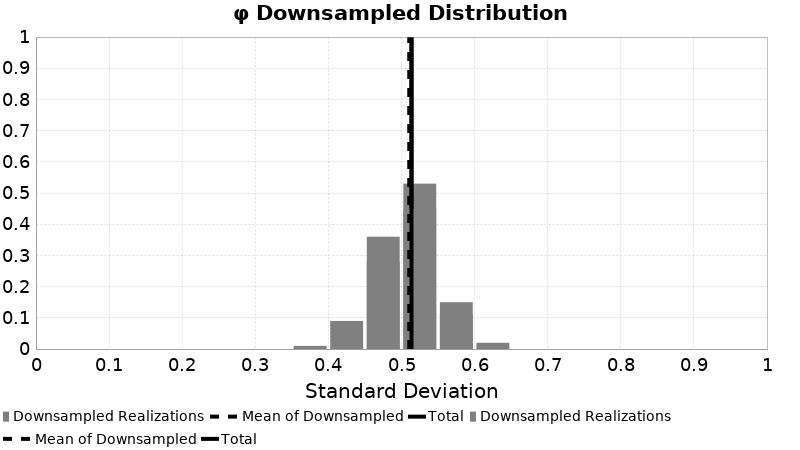 φ Downsampled Distribution
1
0.9
0.8
0.7
0.6
0.5
0.4
0.3
0.2
0.1
0
0 0.1 0.2 0.3 0.4 0.5 0.6 0.7 0.8 0.9 1
Standard Deviation
Downsampled Realizations Mean of Downsampled Total Downsampled Realizations
Mean of Downsampled Total